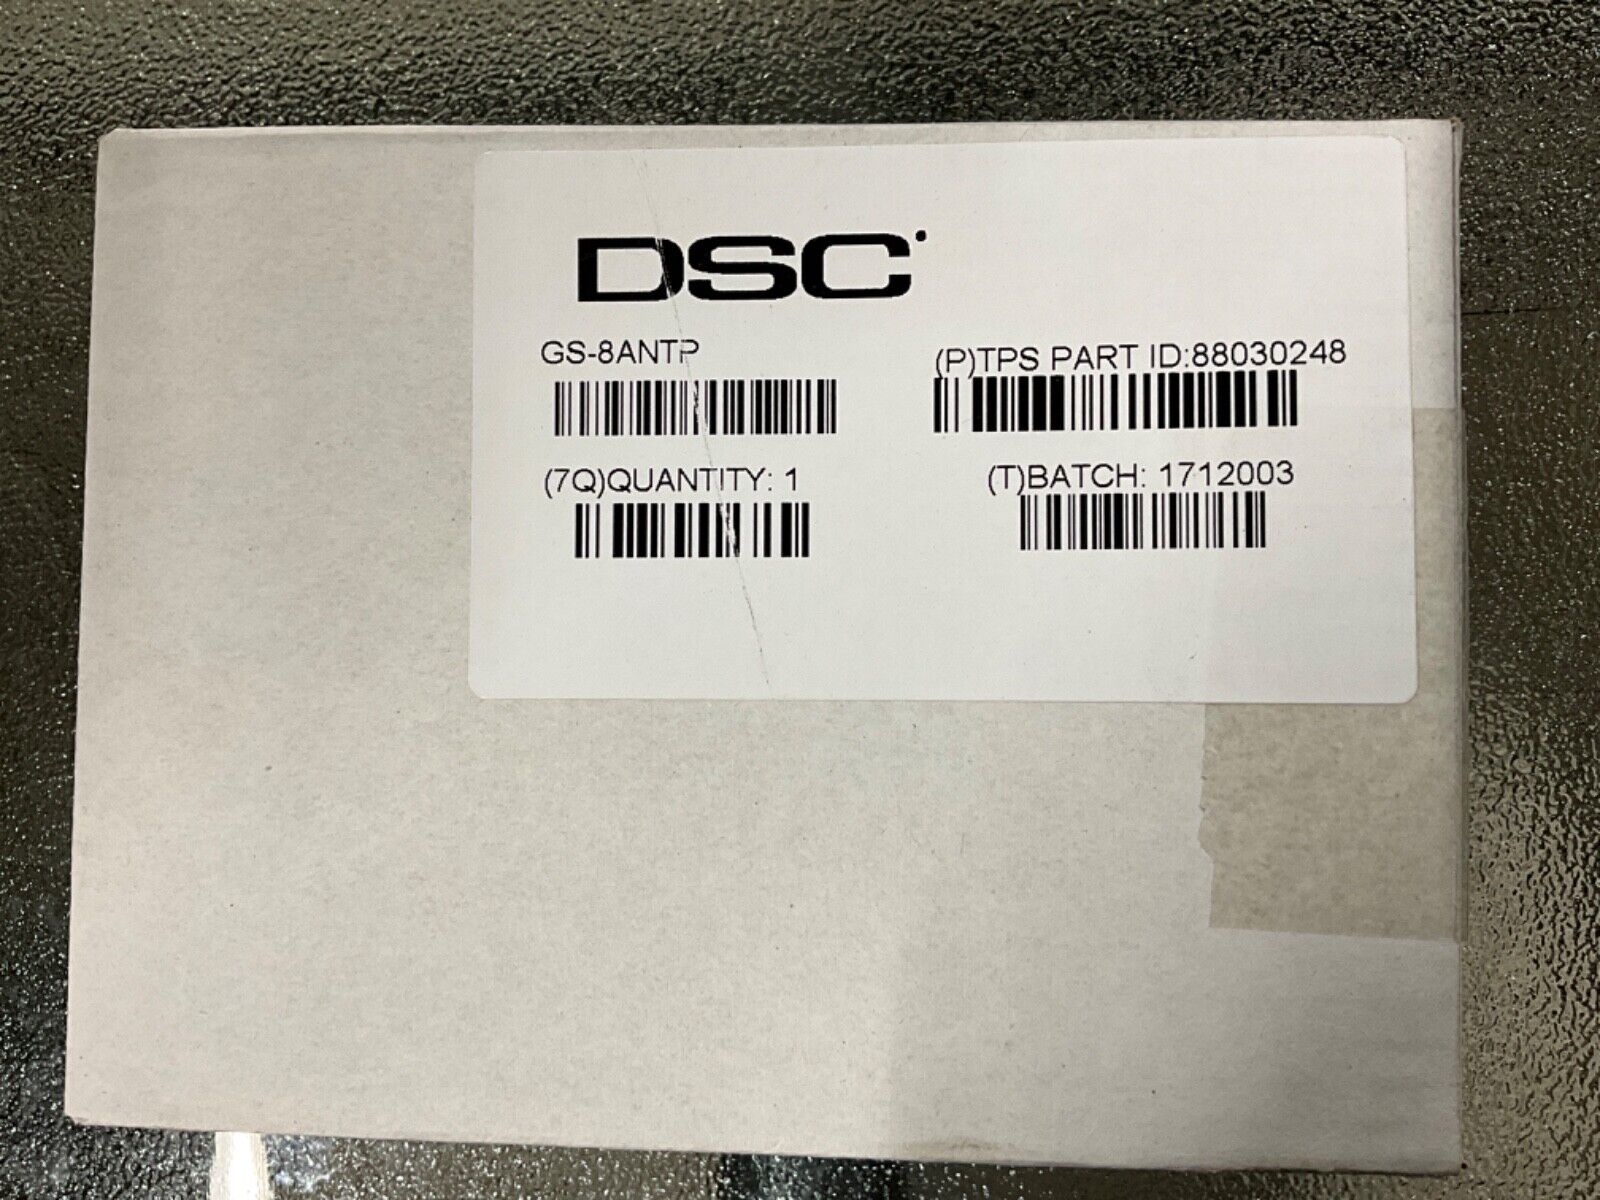 DSC
GS-8ANTP
(P)TPS PART ID:88030248
(7Q)QUANTITY: 1
(T)BATCH: 1712003